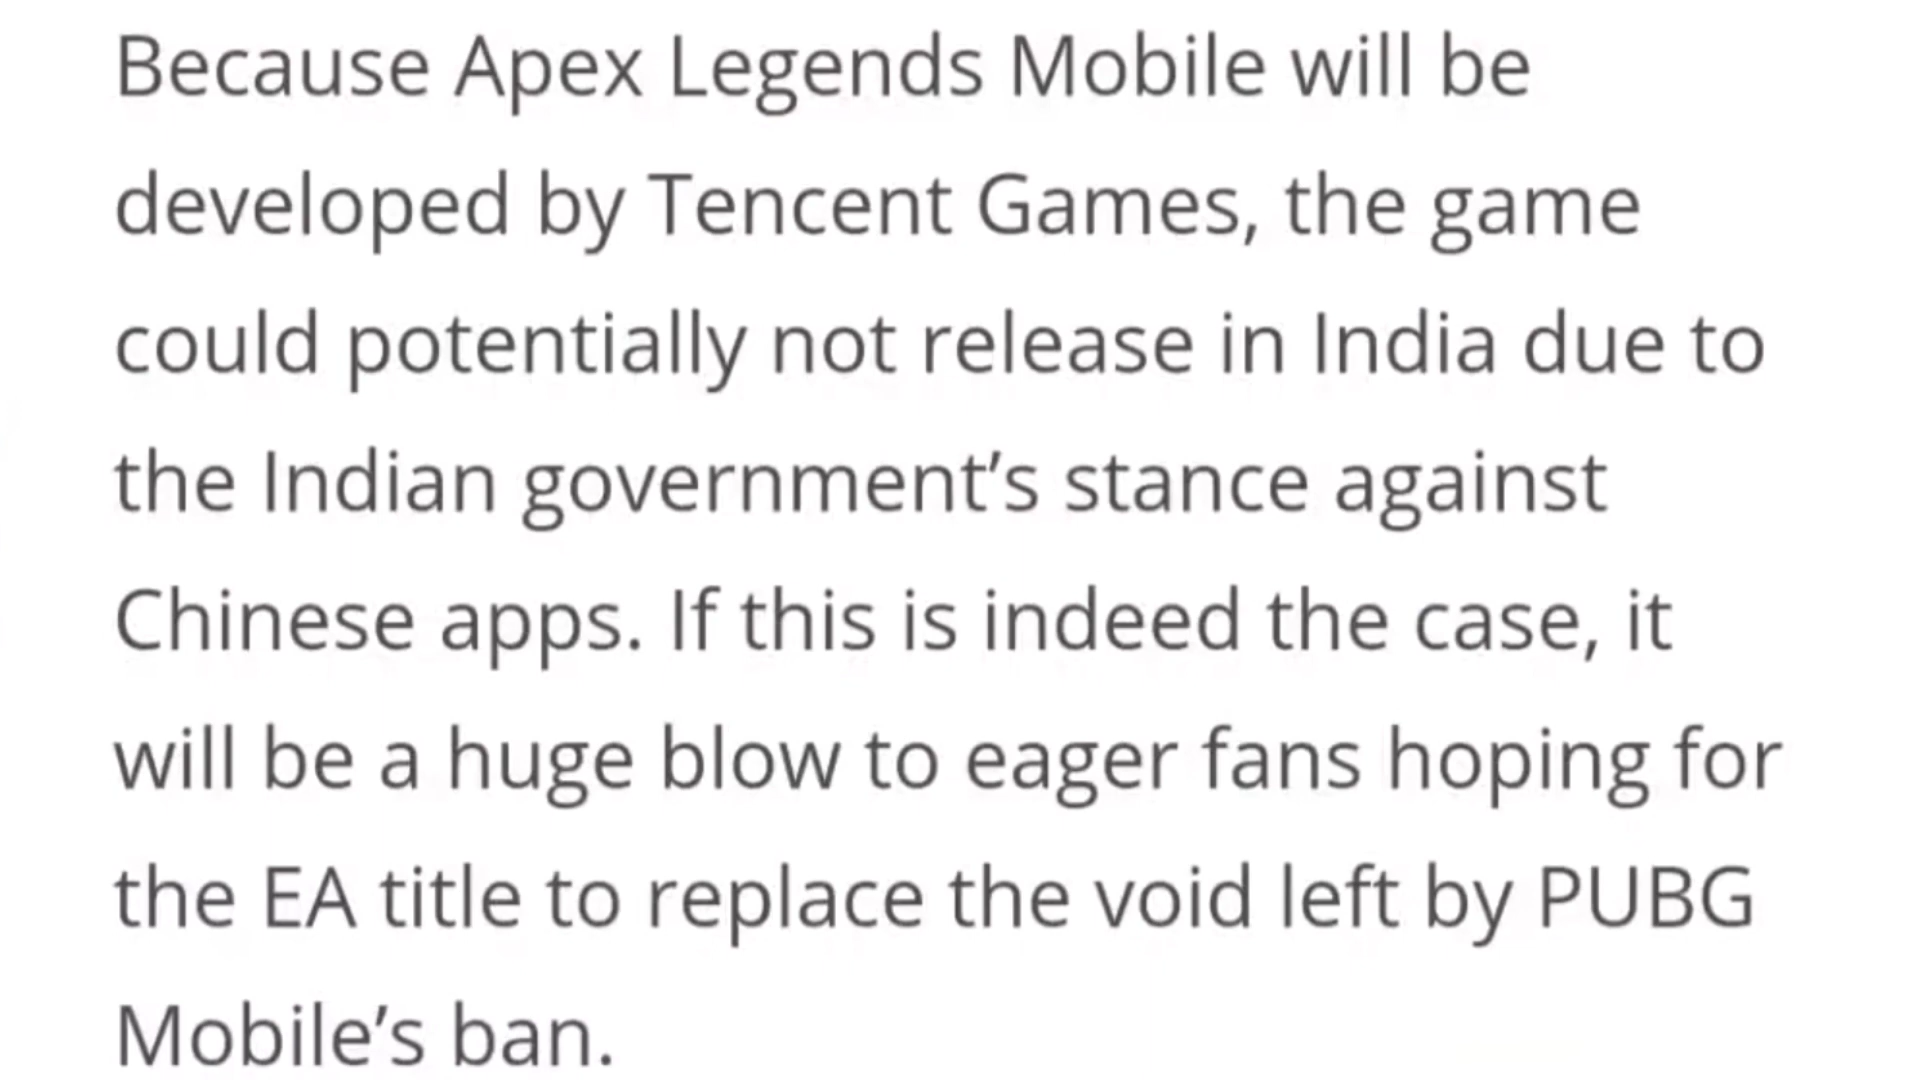 Because Apex Legends Mobile will be
developed by Tencent Games, the game
could potentially not release in India due to
the Indian government’s stance against
Chinese apps. If this is indeed the case, it
will be a huge blow to eager fans hoping for
the EA title to replace the void left by PUBG
Mobile’s ban.